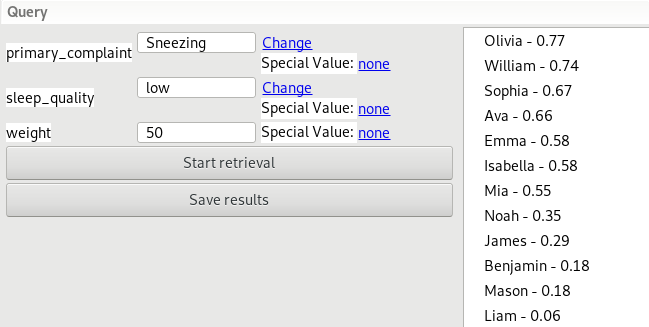 Query
primary_complaint Sneezing Change
Special Value: none
sleep_quality low Change
Special Value: none
weight 50 Special Value: none
Start retrieval
Save results
Olivia - 0.77
William - 0.74
Sophia - 0.67
Ava - 0.66
Emma - 0.58
Isabella - 0.58
Mia - 0.55
Noah - 0.35
James - 0.29
Benjamin - 0.18
Mason - 0.18
Liam - 0.06